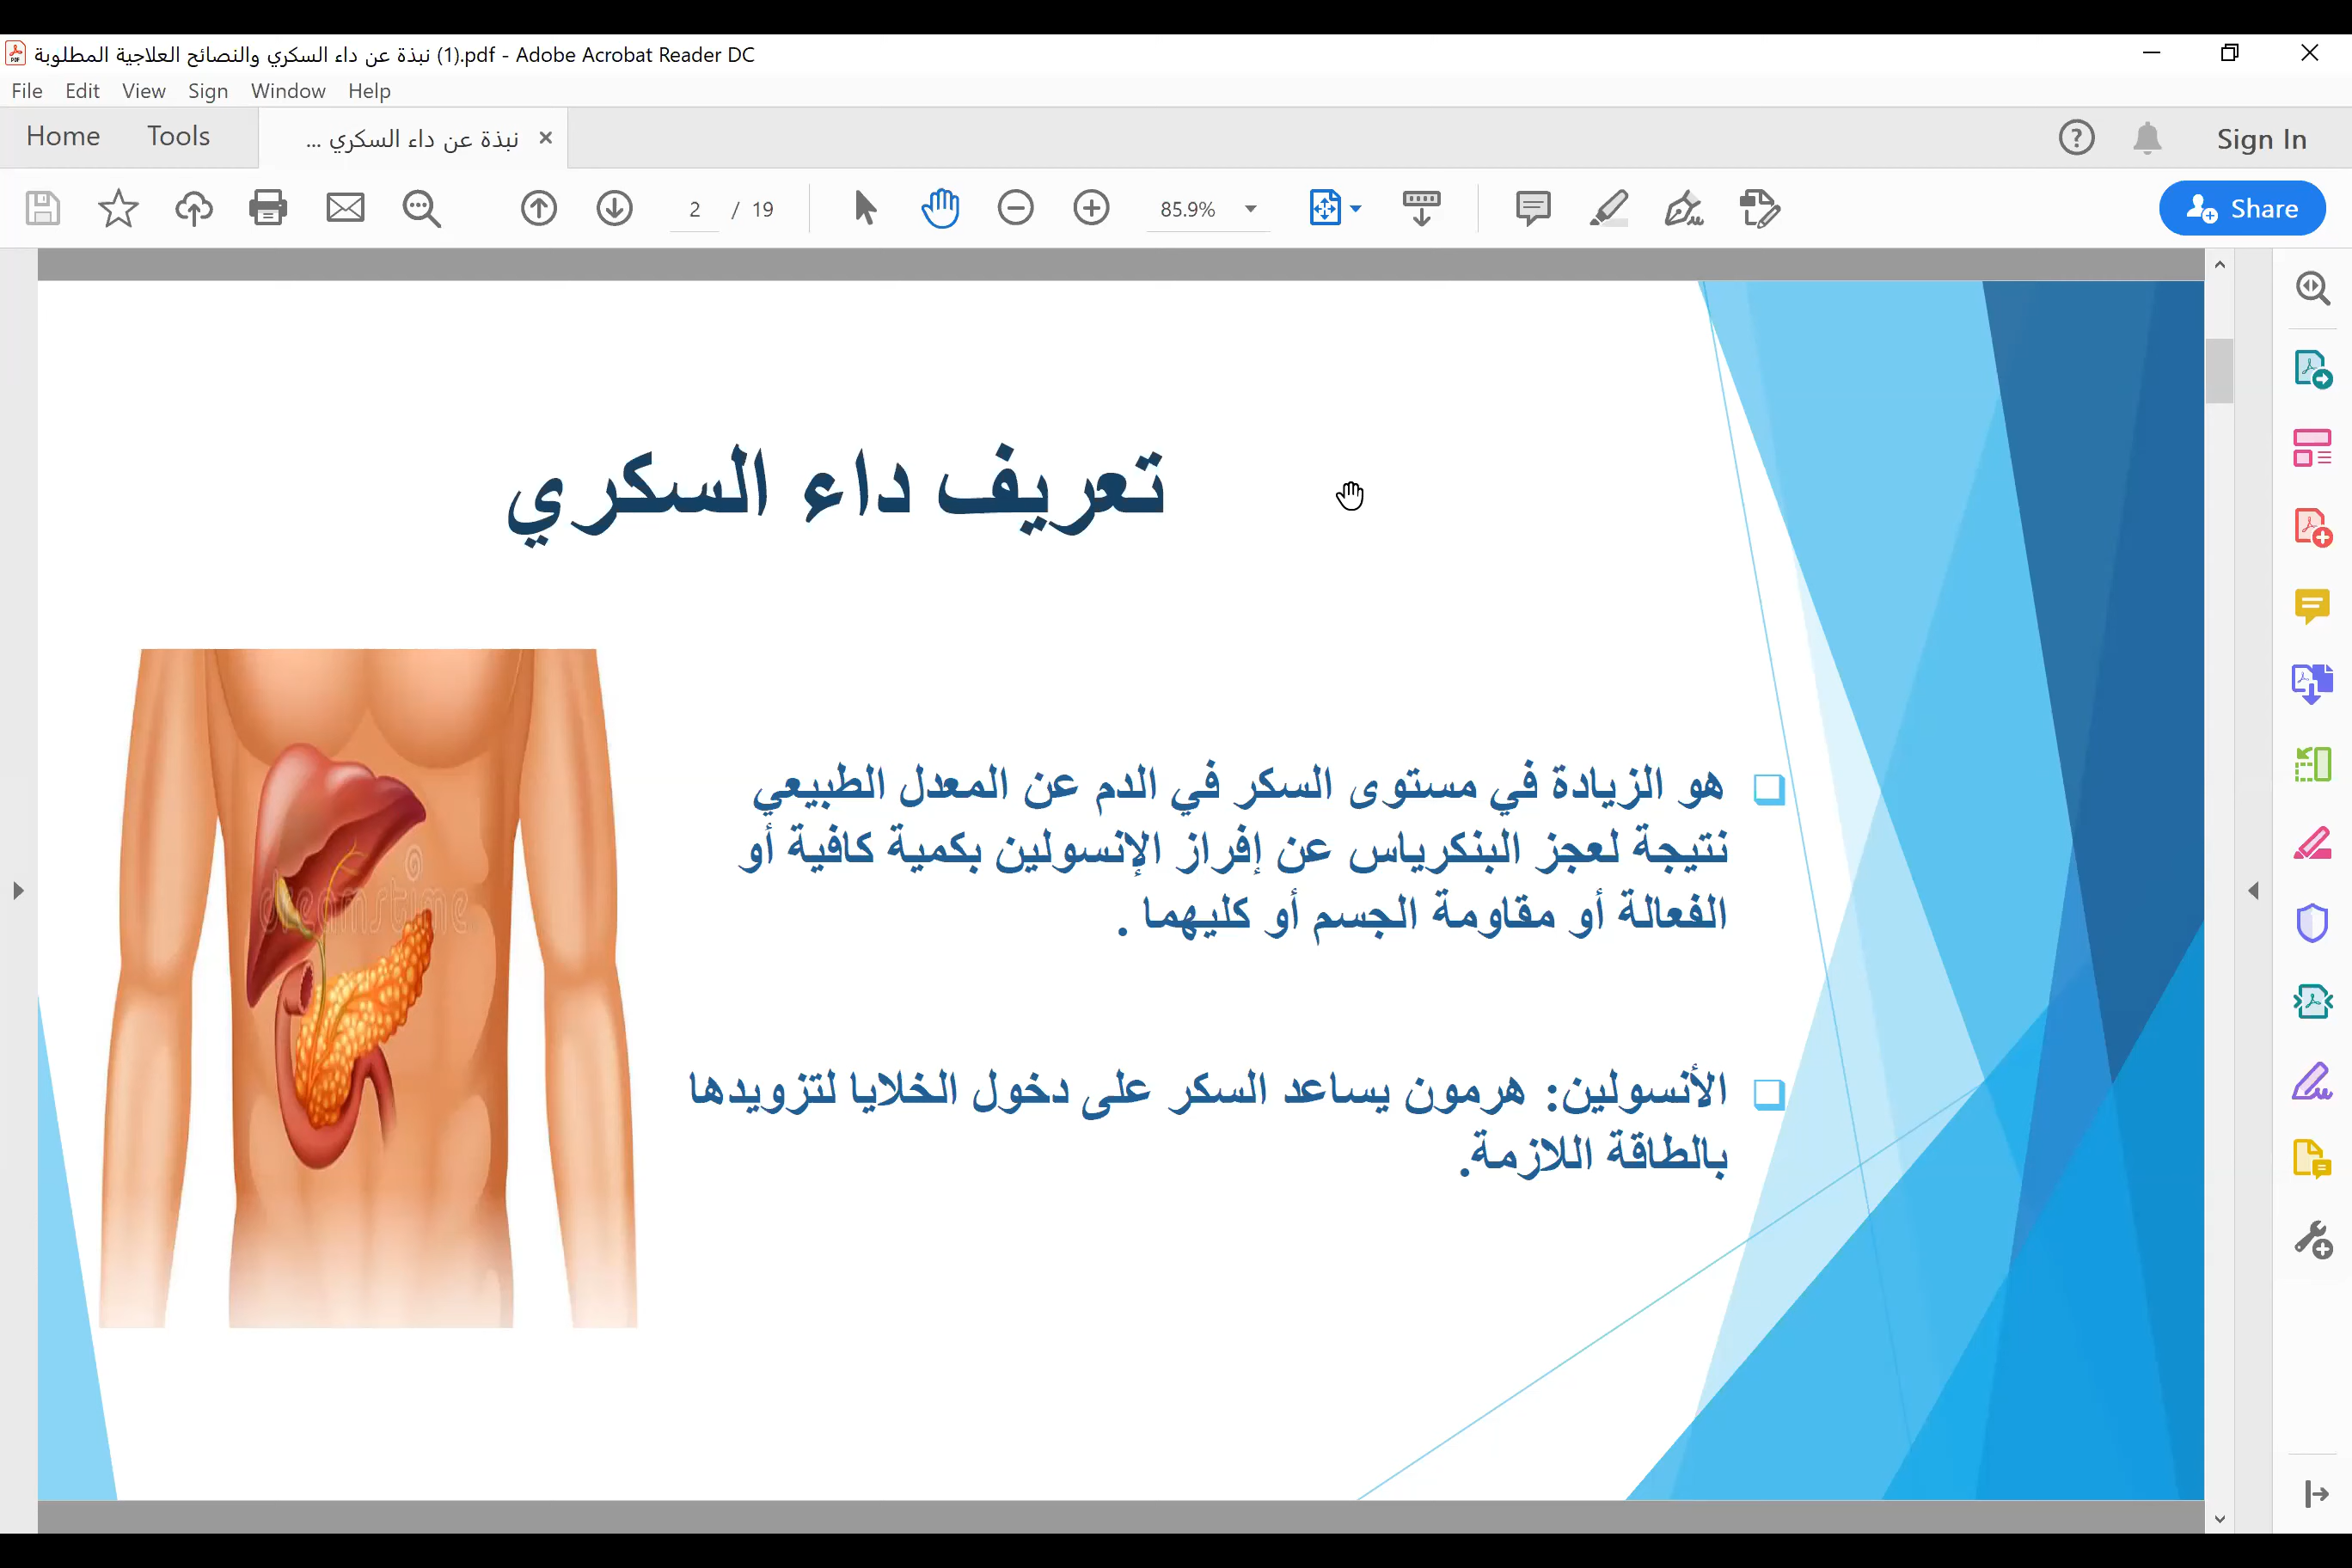 نبذة عن داء السكري والنصائح العلاجية المطلوبة (1).pdf - Adobe Acrobat Reader DC
File Edit View Sign Window Help
Home Tools نبذة عن داء السكري ... Sign In
2 / 19 85.9% Share
تعريف داء السكري
هو الزيادة في مستوى السكر في الدم عن المعدل الطبيعي
نتيجة لعجز البنكرياس عن إفراز الإنسولين بكمية كافية أو
الفعالة أو مقاومة الجسم أو كليهما .
الأنسولين: هرمون يساعد السكر على دخول الخلايا لتزويدها
بالطاقة اللازمة.
dreamstime